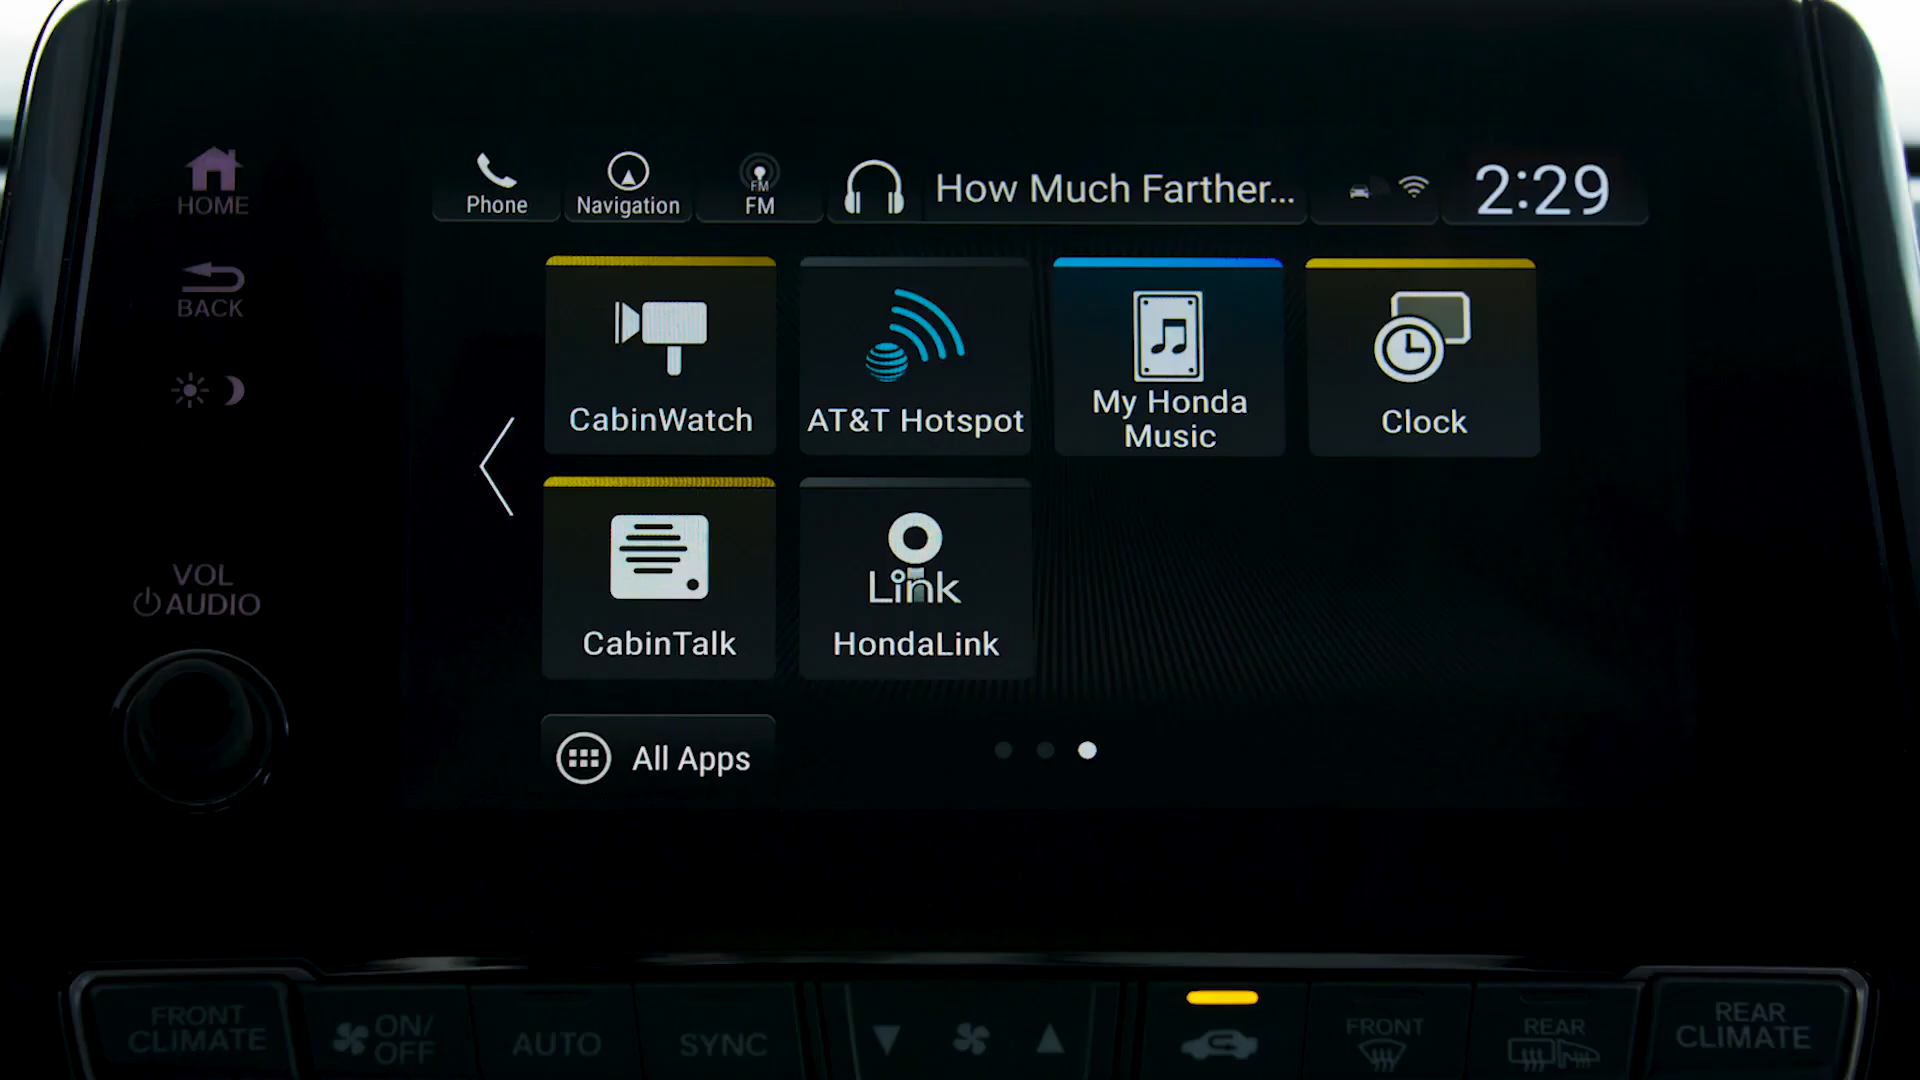 HOME
BACK
VOL
AUDIO
Phone
Navigation
FM
FM
How Much Farther...
2:29
CabinWatch
AT&T Hotspot
My Honda
Music
Clock
CabinTalk
Link
HondaLink
All Apps
FRONT
CLIMATE
ON/
OFF
AUTO
SYNC
FRONT
REAR
REAR
CLIMATE